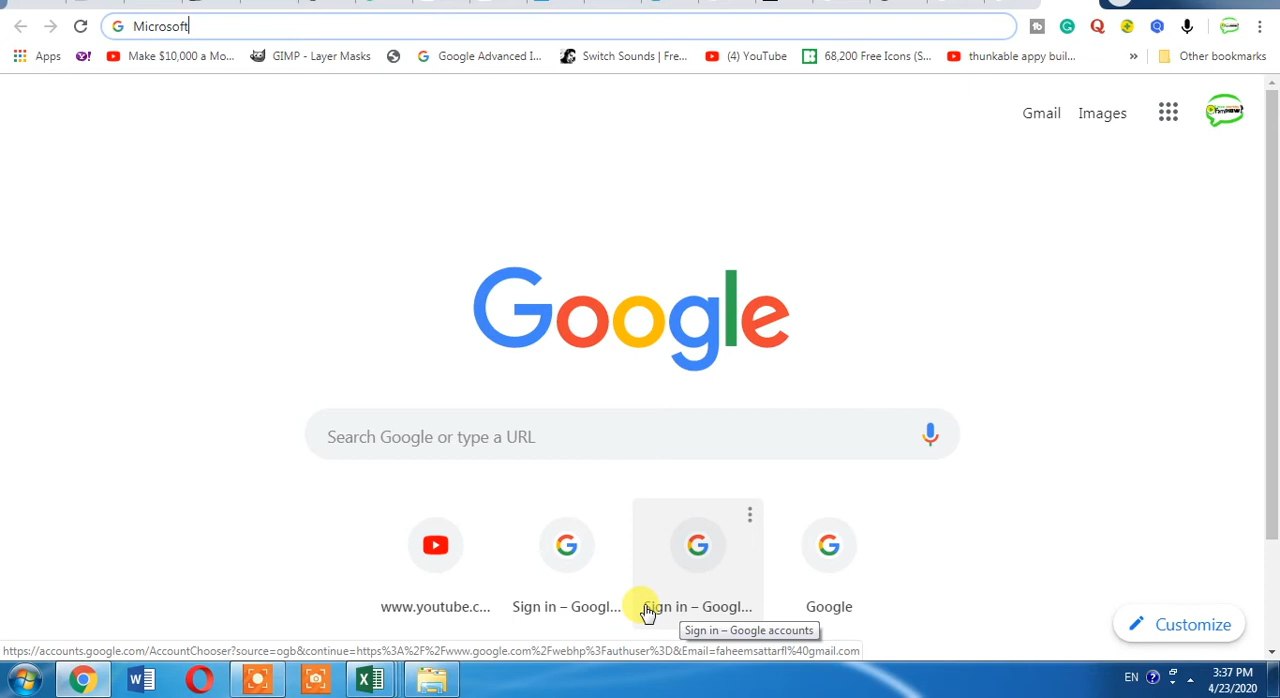 Microsoft
Apps
Make $10,000 a Mo...
GIMP - Layer Masks
Google Advanced I...
Switch Sounds | Fre...
(4) YouTube
68,200 Free Icons (S...
thunkable appy buil...
»
Other bookmarks
Gmail
Images
Google
Search Google or type a URL
www.youtube.c...
Sign in – Googl...
Sign in – Googl...
Google
Sign in – Google accounts
Customize
https://accounts.google.com/AccountChooser?source=ogb&continue=https%3A%2F%2Fwww.google.com%2Fwebhp%3Fauthuser%3D&Email=faheemsattarfl%40gmail.com
EN
3:37 PM
4/23/2020